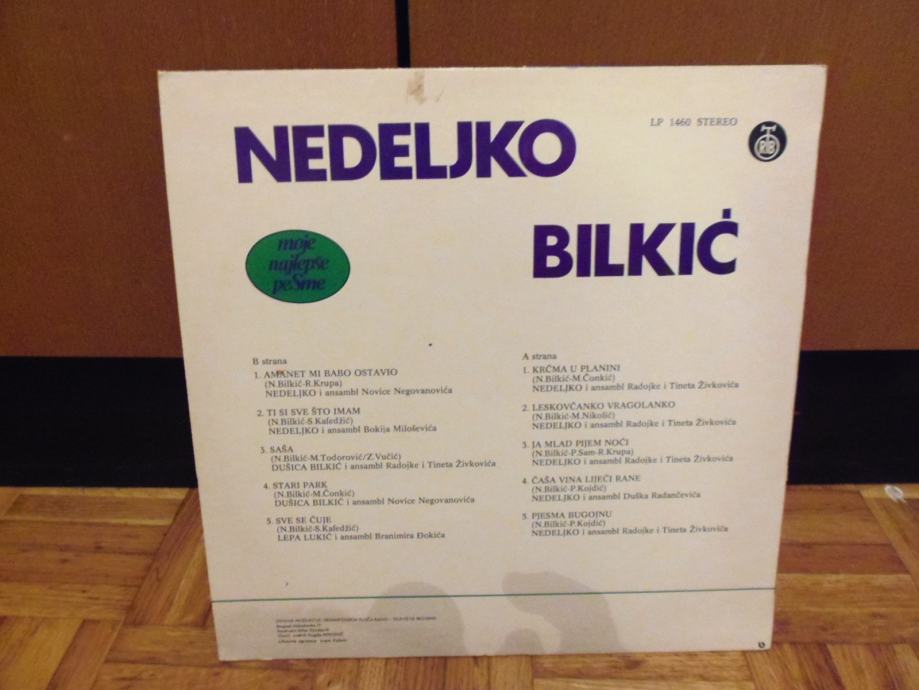 NEDELJKO
LP 1460 STEREO
RTB
BILKIĆ
moje
najlepše
pesme
B strana
1. AMANET MI BABO OSTAVIO
(N.Bilkić-R.Krupa)
NEDELJKO i ansambl Novice Negovanovića
2. TI SI SVE ŠTO IMAM
(N.Bilkić-S.Kafedžić)
NEDELJKO i ansambl Bokija Miloševića
3. SAŠA
(N.Bilkić-M.Todorović/Z.Vučić)
DUŠICA BILKIĆ i ansambl Radojke i Tineta Živkovića
4. STARI PARK
(N.Bilkić-M.Čonkić)
DUŠICA BILKIĆ i ansambl Novice Negovanovića
5. SVE SE ČUJE
(N.Bilkić-S.Kafedžić)
LEPA LUKIĆ i ansambl Branimira Đokića
A strana
1. KRČMA U PLANINI
(N.Bilkić-M.Čonkić)
NEDELJKO i ansambl Radojke i Tineta Živkovića
2. LESKOVČANKO VRAGOLANKO
(N.Bilkić-M.Nikolić)
NEDELJKO i ansambl Radojke i Tineta Živkovića
3. JA MLAD PIJEM NOĆI
(N.Bilkić-P.Sam-R.Krupa)
NEDELJKO i ansambl Radojke i Tineta Živkovića
4. ČAŠA VINA LIJEČI RANE
(N.Bilkić-P.Kojdić)
NEDELJKO i ansambl Duška Radančevića
5. PJESMA BUGOJNU
(N.Bilkić-P.Kojdić)
NEDELJKO i ansambl Radojke i Tineta Živkovića